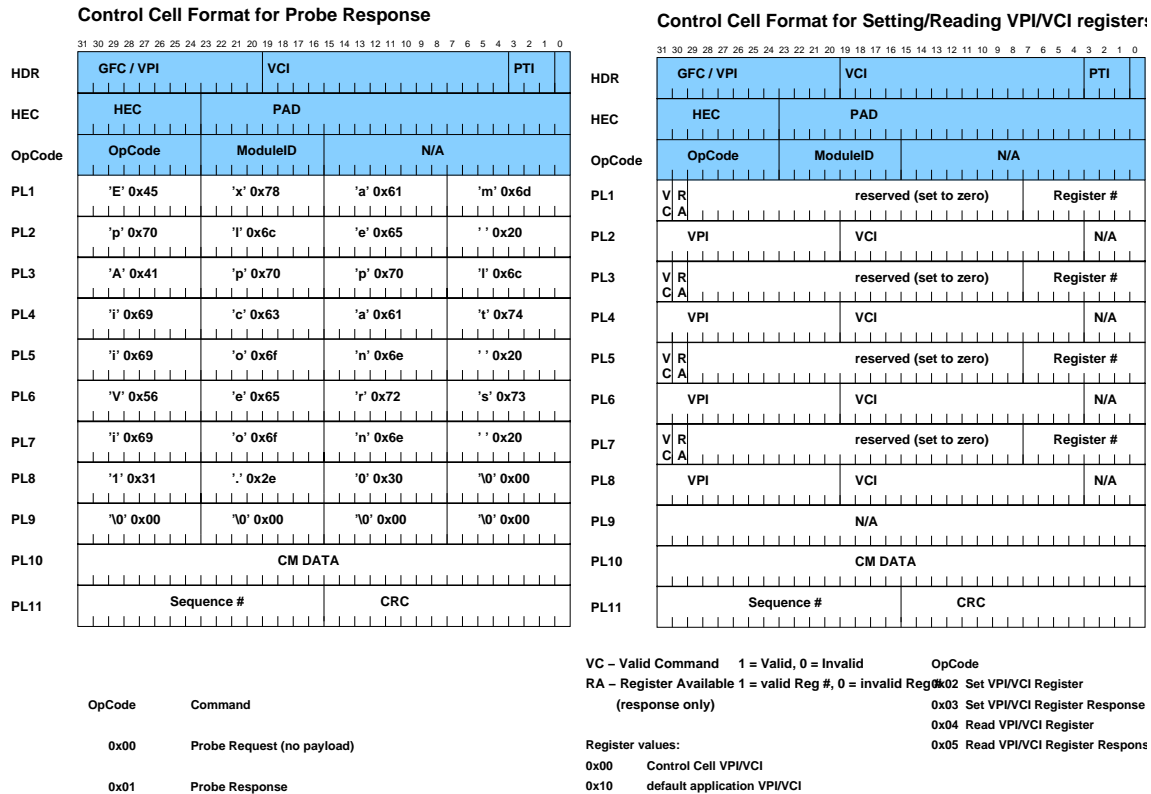 Control Cell Format for Probe Response
31 30 29 28 27 26 25 24 23 22 21 20 19 18 17 16 15 14 13 12 11 10 9 8 7 6 5 4 3 2 1 0
HDR GFC / VPI VCI PTI
HEC HEC PAD
OpCode OpCode ModuleID N/A
PL1 'E' 0x45 'x' 0x78 'a' 0x61 'm' 0x6d
PL2 'p' 0x70 'l' 0x6c 'e' 0x65 ' ' 0x20
PL3 'A' 0x41 'p' 0x70 'p' 0x70 'l' 0x6c
PL4 'i' 0x69 'c' 0x63 'a' 0x61 't' 0x74
PL5 'i' 0x69 'o' 0x6f 'n' 0x6e ' ' 0x20
PL6 'V' 0x56 'e' 0x65 'r' 0x72 's' 0x73
PL7 'i' 0x69 'o' 0x6f 'n' 0x6e ' ' 0x20
PL8 '1' 0x31 '.' 0x2e '0' 0x30 '\0' 0x00
PL9 '\0' 0x00 '\0' 0x00 '\0' 0x00 '\0' 0x00
PL10 CM DATA
PL11 Sequence # CRC
OpCode Command
0x00 Probe Request (no payload)
0x01 Probe Response
Control Cell Format for Setting/Reading VPI/VCI registers
31 30 29 28 27 26 25 24 23 22 21 20 19 18 17 16 15 14 13 12 11 10 9 8 7 6 5 4 3 2 1 0
HDR GFC / VPI VCI PTI
HEC HEC PAD
OpCode OpCode ModuleID N/A
PL1 VC RA reserved (set to zero) Register #
PL2 VPI VCI N/A
PL3 VC RA reserved (set to zero) Register #
PL4 VPI VCI N/A
PL5 VC RA reserved (set to zero) Register #
PL6 VPI VCI N/A
PL7 VC RA reserved (set to zero) Register #
PL8 VPI VCI N/A
PL9 N/A
PL10 CM DATA
PL11 Sequence # CRC
VC – Valid Command 1 = Valid, 0 = Invalid
RA – Register Available 1 = valid Reg #, 0 = invalid Reg #
(response only)
Register values:
0x00 Control Cell VPI/VCI
0x10 default application VPI/VCI
OpCode
0x02 Set VPI/VCI Register
0x03 Set VPI/VCI Register Response
0x04 Read VPI/VCI Register
0x05 Read VPI/VCI Register Respons